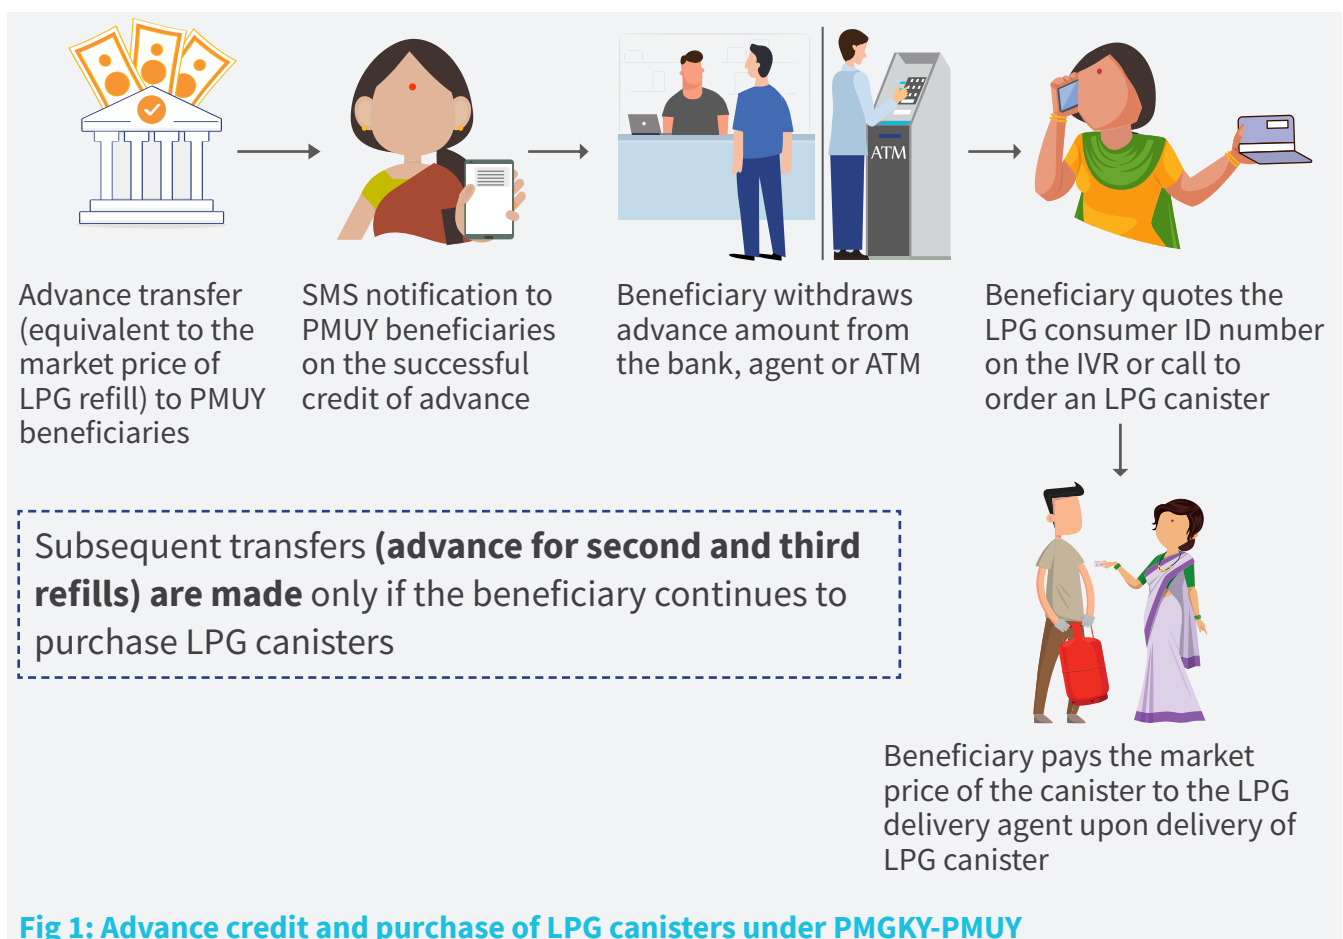 ATM
Advance transfer
(equivalent to the
market price of
LPG refill) to PMUY
beneficiaries
SMS notification to
PMUY beneficiaries
on the successful
credit of advance
Beneficiary withdraws
advance amount from
the bank, agent or ATM
Beneficiary quotes the
LPG consumer ID number
on the IVR or call to
order an LPG canister
Subsequent transfers (advance for second and third
refills) are made only if the beneficiary continues to
purchase LPG canisters
Beneficiary pays the market
price of the canister to the LPG
delivery agent upon delivery of
LPG canister
Fig 1: Advance credit and purchase of LPG canisters under PMGKY-PMUY